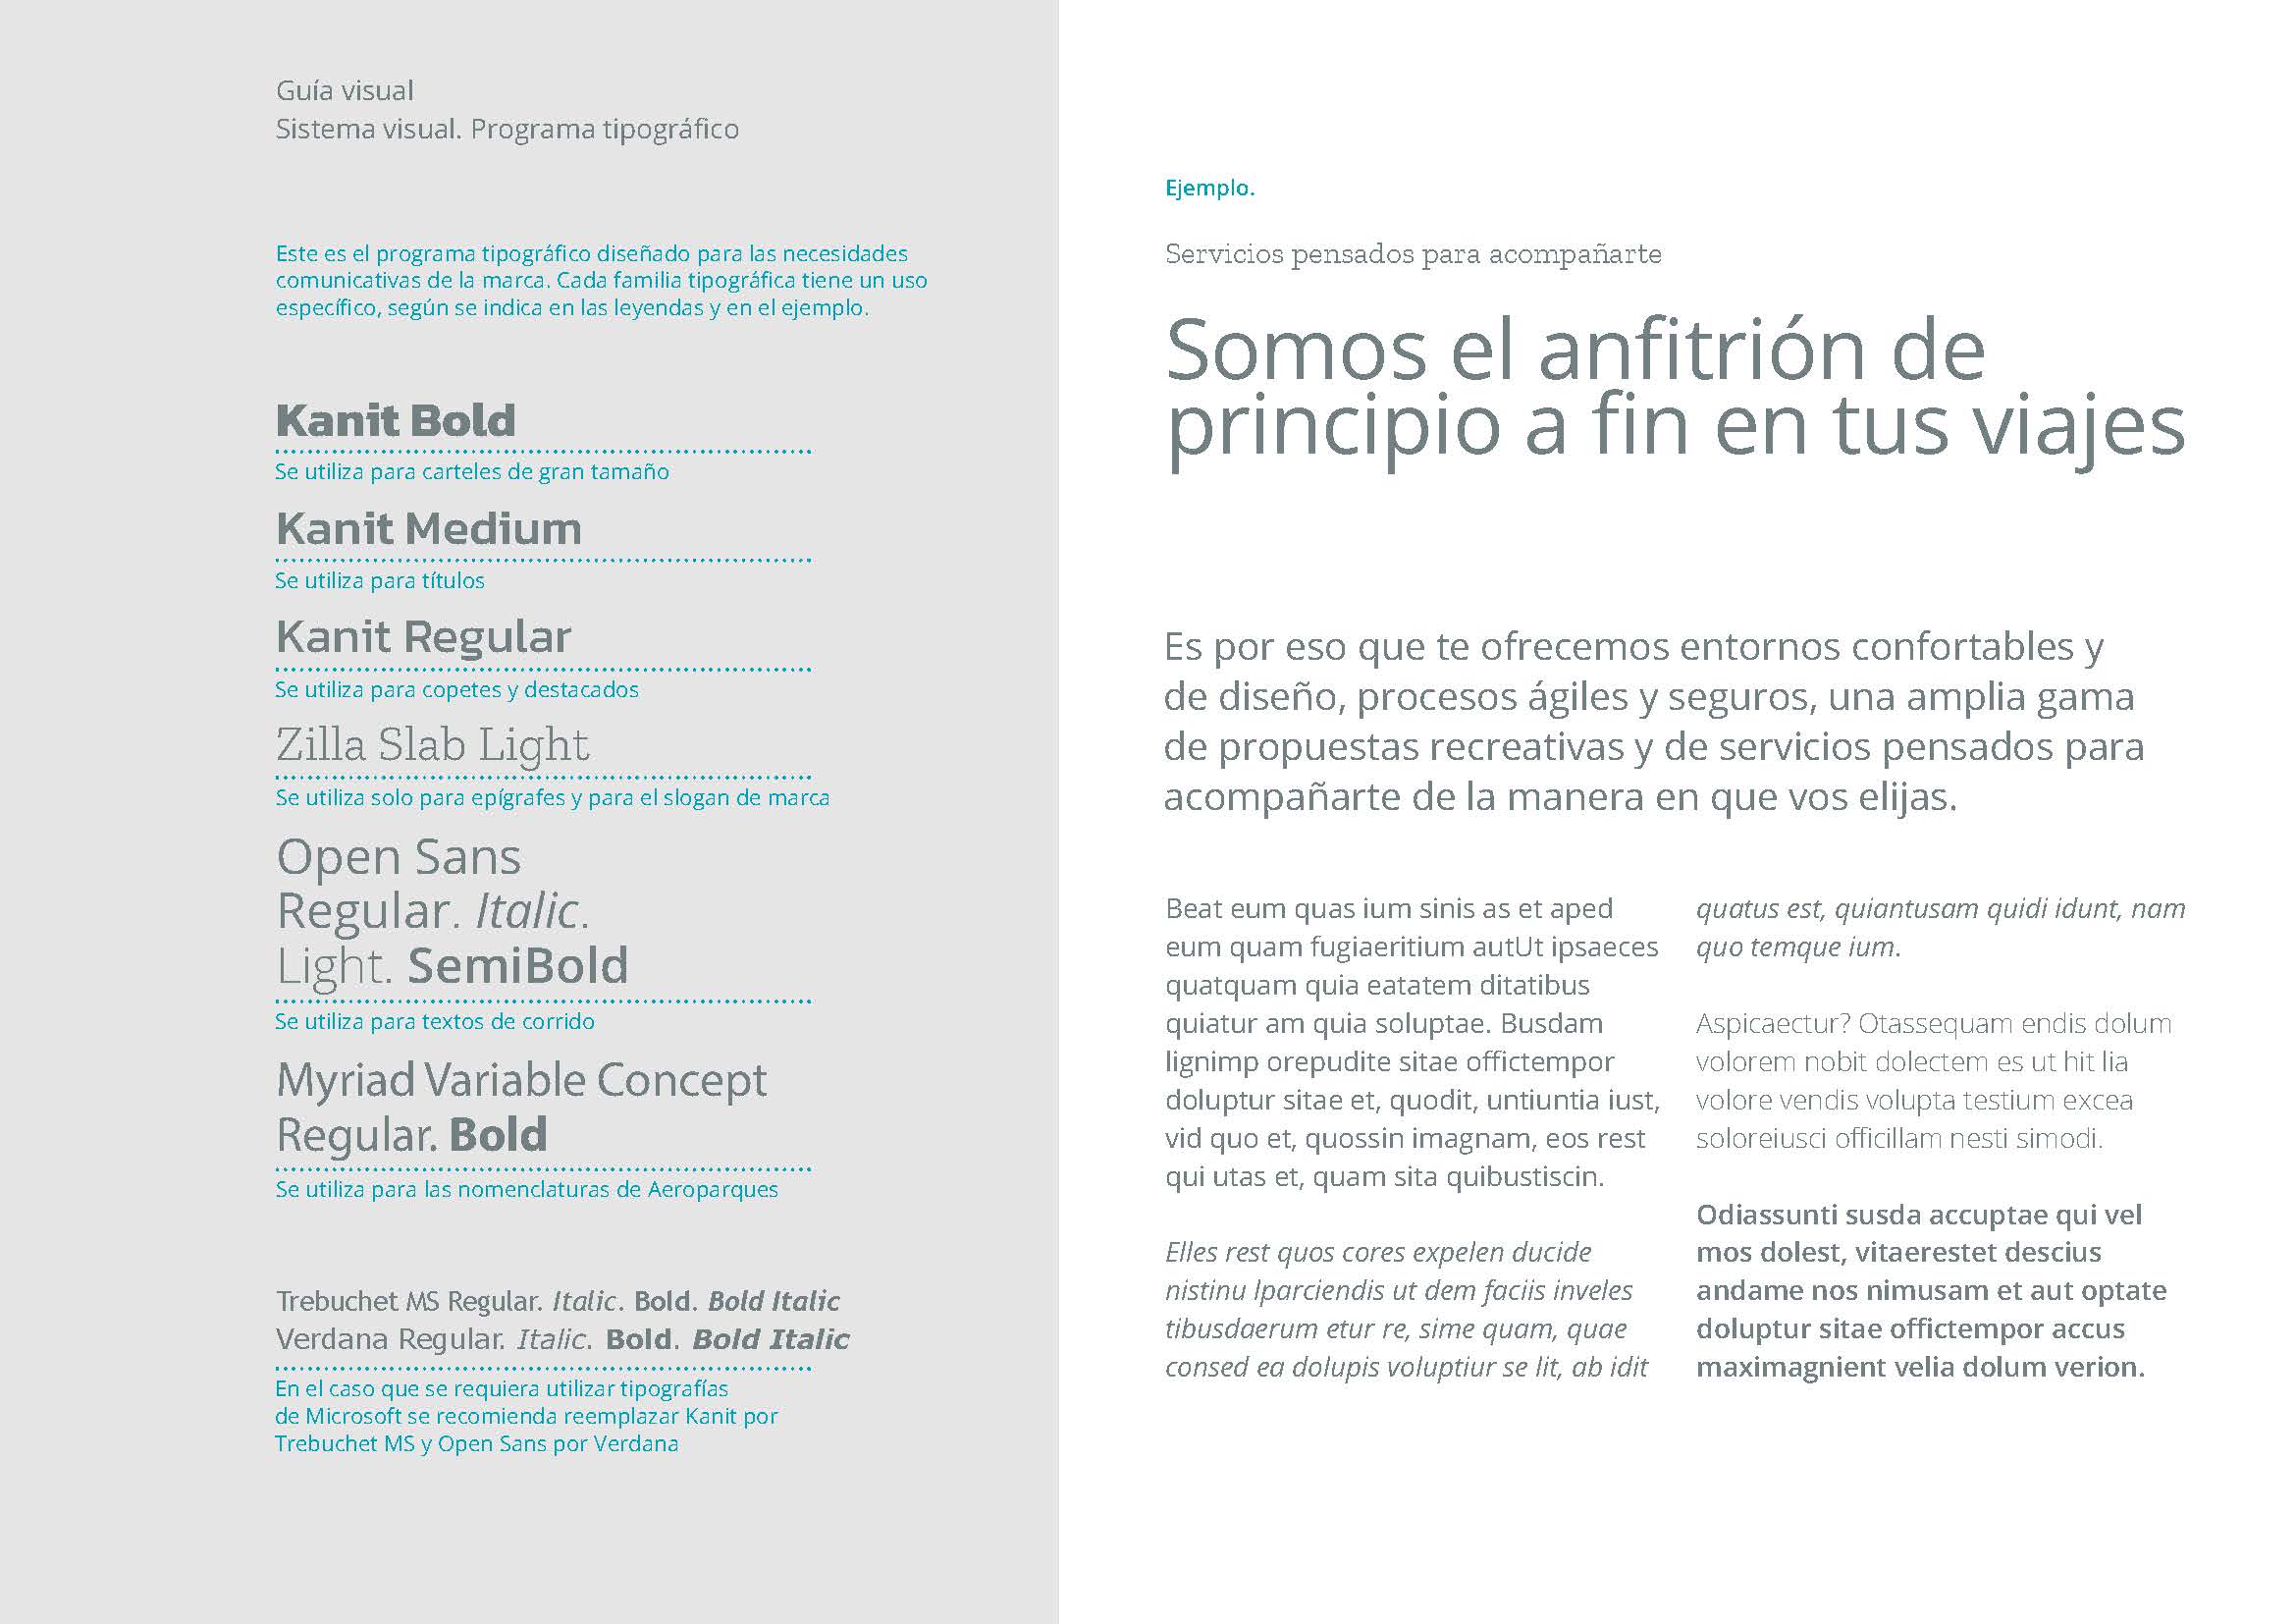 Guía visual
Sistema visual. Programa tipográfico
Este es el programa tipográfico diseñado para las necesidades
comunicativas de la marca. Cada familia tipográfica tiene un uso
específico, según se indica en las leyendas y en el ejemplo.
Kanit Bold
Se utiliza para carteles de gran tamaño
Kanit Medium
Se utiliza para títulos
Kanit Regular
Se utiliza para copetes y destacados
Zilla Slab Light
Se utiliza solo para epígrafes y para el slogan de marca
Open Sans
Regular. Italic.
Light. SemiBold
Se utiliza para textos de corrido
Myriad Variable Concept
Regular. Bold
Se utiliza para las nomenclaturas de Aeroparques
Trebuchet MS Regular. Italic. Bold. Bold Italic
Verdana Regular. Italic. Bold. Bold Italic
En el caso que se requiera utilizar tipografías
de Microsoft se recomienda reemplazar Kanit por
Trebuchet MS y Open Sans por Verdana
Ejemplo.
Servicios pensados para acompañarte
Somos el anfitrión de
principio a fin en tus viajes
Es por eso que te ofrecemos entornos confortables y
de diseño, procesos ágiles y seguros, una amplia gama
de propuestas recreativas y de servicios pensados para
acompañarte de la manera en que vos elijas.
Beat eum quas ium sinis as et aped
eum quam fugiaeritium autUt ipsaeces
quatquam quia eatatem ditatibus
quiatur am quia soluptae. Busdam
lignimp orepudite sitae offictempor
doluptur sitae et, quodit, untiuntia iust,
vid quo et, quossin imagnam, eos rest
qui utas et, quam sita quibustiscin.
Elles rest quos cores expelen ducide
nistinu lparciendis ut dem faciis inveles
tibusdaerum etur re, sime quam, quae
consed ea dolupis voluptiur se lit, ab idit
quatus est, quiantusam quidi idunt, nam
quo temque ium.
Aspicaectur? Otassequam endis dolum
volorem nobit dolectem es ut hit lia
volore vendis volupta testium excea
soloreiusci officillam nesti simodi.
Odiassunti susda accuptae qui vel
mos dolest, vitaerestet descius
andame nos nimusam et aut optate
doluptur sitae offictempor accus
maximagnient velia dolum verion.